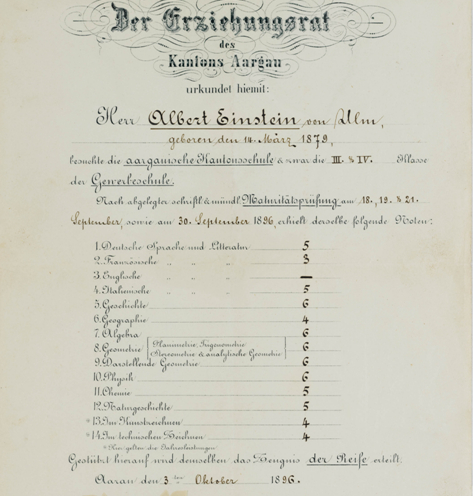 Der Erziehungsrat
des
Kantons Aargau
urkundet hiemit:
Herr Albert Einstein von Ulm,
geboren den 14. März 1879,
besuchte die aargauische Kantonsschule & zwar die III. & IV. Klasse
der Gewerbeschule.
Nach abgelegter schriftl. & mündl. Maturitätsprüfung am 18., 19. & 21.
September, sowie am 30. September 1896, erhielt derselbe folgende Noten:
1. Deutsche Sprache und Litteratur 5
2. Französische „ „ „ 3
3. Englische „ „ „ —
4. Italienische „ „ „ 5
5. Geschichte 6
6. Geographie 4
7. Algebra 6
8. Geometrie (Planimetrie, Trigonometrie, Stereometrie & analytische Geometrie) 6
9. Darstellende Geometrie 6
10. Physik 6
11. Chemie 5
12. Naturgeschichte 5
* 13. Im Kunstzeichnen 4
* 14. Im technischen Zeichnen 4
* Hier gelten die Jahresleistungen.
Gestützt hierauf wird demselben das Zeugnis der Reife erteilt.
Aarau den 3ten Oktober 1896.